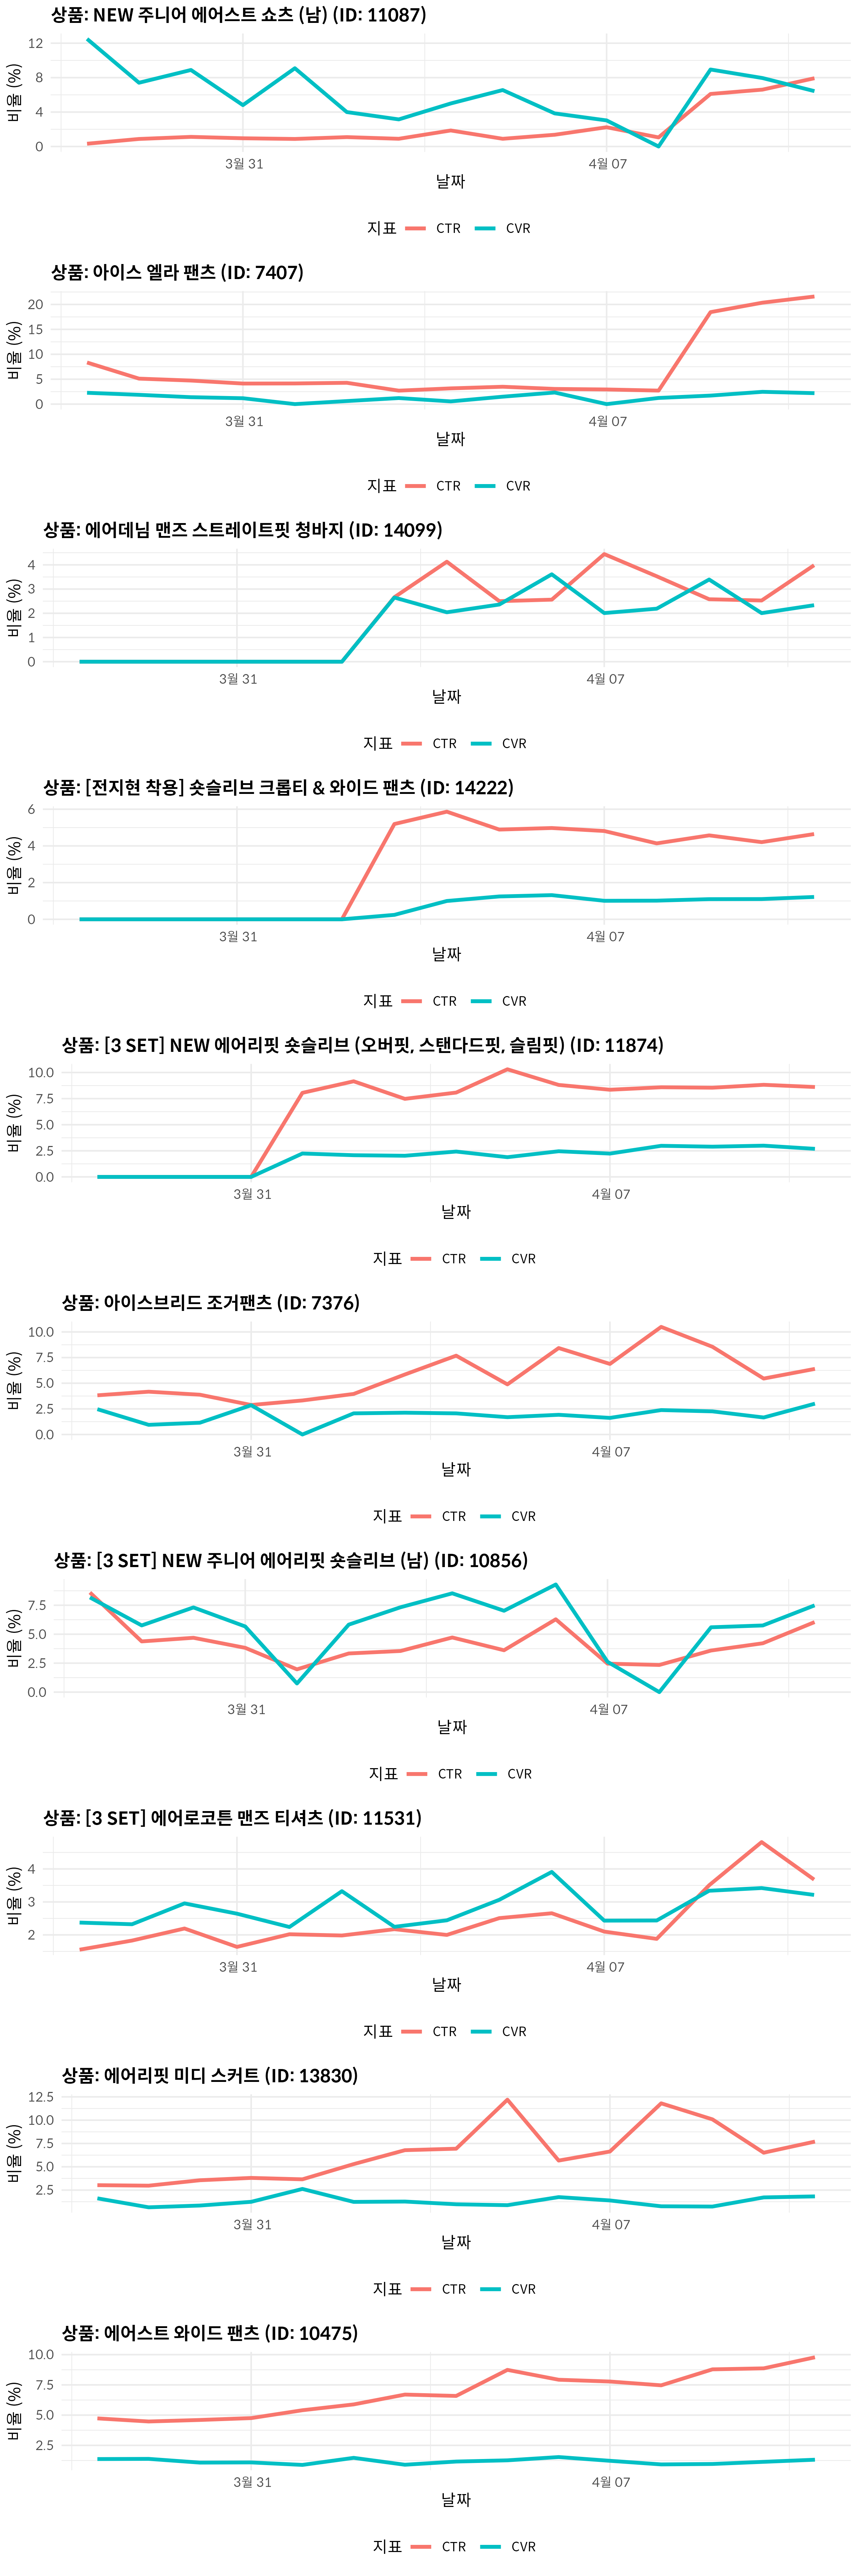 상품: NEW 주니어 에어스트 쇼츠 (남) (ID: 11087)
비율 (%)
12
8
4
0
3월 31
4월 07
날짜
지표 CTR CVR
상품: 아이스 엘라 팬츠 (ID: 7407)
비율 (%)
20
15
10
5
0
3월 31
4월 07
날짜
지표 CTR CVR
상품: 에어데님 맨즈 스트레이트핏 청바지 (ID: 14099)
비율 (%)
4
3
2
1
0
3월 31
4월 07
날짜
지표 CTR CVR
상품: [전지현 착용] 숏슬리브 크롭티 & 와이드 팬츠 (ID: 14222)
비율 (%)
6
4
2
0
3월 31
4월 07
날짜
지표 CTR CVR
상품: [3 SET] NEW 에어리핏 숏슬리브 (오버핏, 스탠다드핏, 슬림핏) (ID: 11874)
비율 (%)
10.0
7.5
5.0
2.5
0.0
3월 31
4월 07
날짜
지표 CTR CVR
상품: 아이스브리드 조거팬츠 (ID: 7376)
비율 (%)
10.0
7.5
5.0
2.5
0.0
3월 31
4월 07
날짜
지표 CTR CVR
상품: [3 SET] NEW 주니어 에어리핏 숏슬리브 (남) (ID: 10856)
비율 (%)
7.5
5.0
2.5
0.0
3월 31
4월 07
날짜
지표 CTR CVR
상품: [3 SET] 에어로코튼 맨즈 티셔츠 (ID: 11531)
비율 (%)
4
3
2
3월 31
4월 07
날짜
지표 CTR CVR
상품: 에어리핏 미디 스커트 (ID: 13830)
비율 (%)
12.5
10.0
7.5
5.0
2.5
3월 31
4월 07
날짜
지표 CTR CVR
상품: 에어스트 와이드 팬츠 (ID: 10475)
비율 (%)
10.0
7.5
5.0
2.5
3월 31
4월 07
날짜
지표 CTR CVR